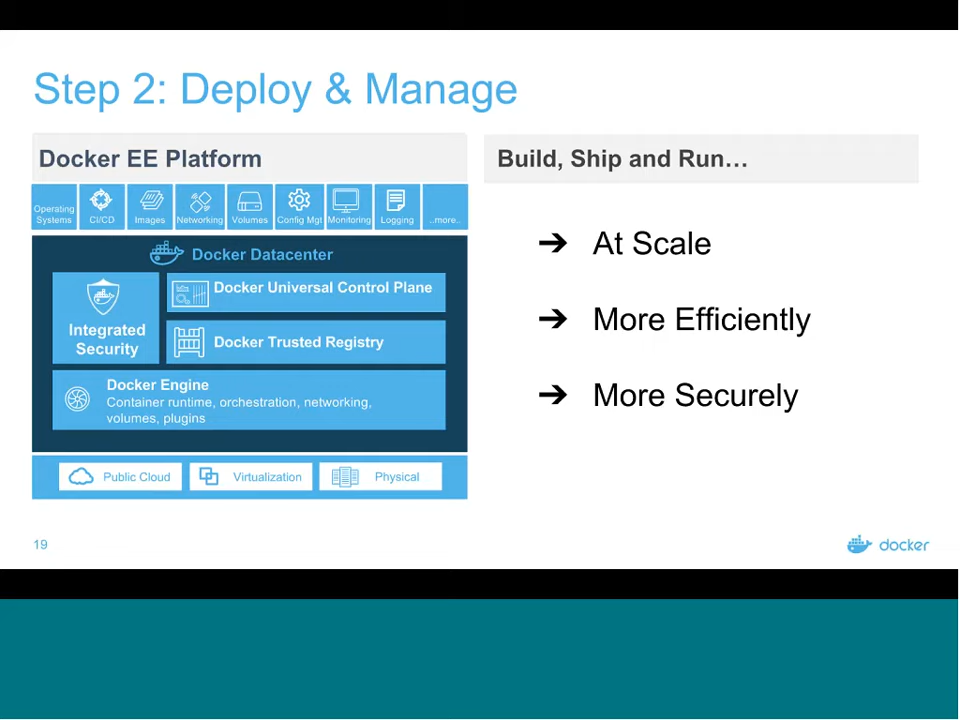 Step 2: Deploy & Manage
Docker EE Platform
Operating
Systems
CI/CD
Images
Networking
Volumes
Config Mgt
Monitoring
Logging
..more..
Docker Datacenter
Integrated
Security
Docker Universal Control Plane
Docker Trusted Registry
Docker Engine
Container runtime, orchestration, networking,
volumes, plugins
Public Cloud
Virtualization
Physical
Build, Ship and Run…
➔ At Scale
➔ More Efficiently
➔ More Securely
19
docker